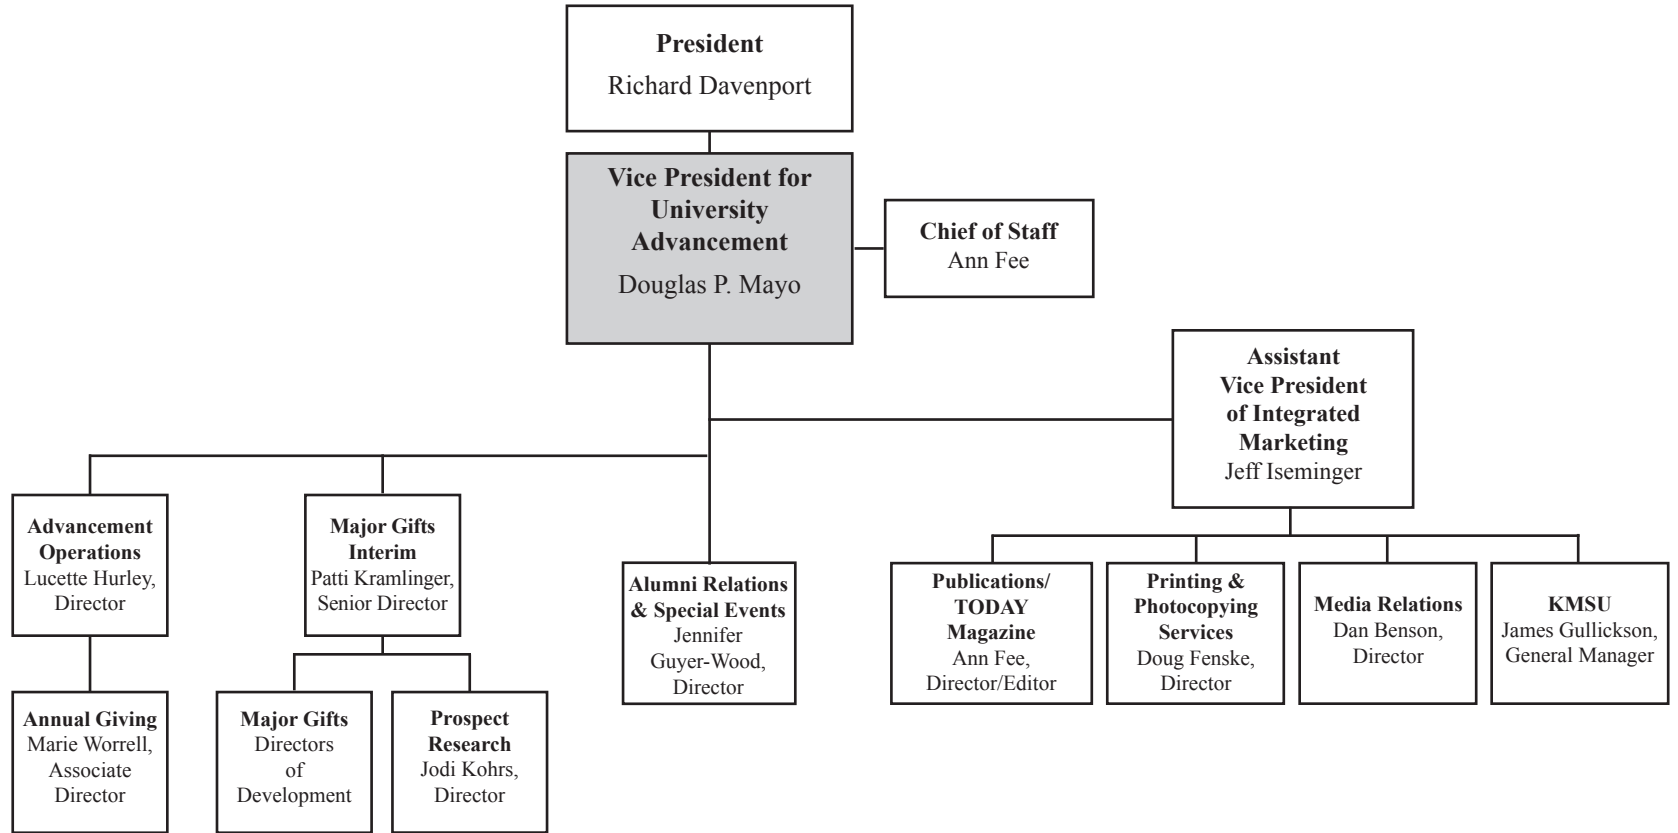 President
Richard Davenport
Vice President for
University
Advancement
Douglas P. Mayo
Chief of Staff
Ann Fee
Assistant
Vice President
of Integrated
Marketing
Jeff Iseminger
Advancement
Operations
Lucette Hurley,
Director
Major Gifts
Interim
Patti Kramlinger,
Senior Director
Alumni Relations
& Special Events
Jennifer
Guyer-Wood,
Director
Publications/
TODAY
Magazine
Ann Fee,
Director/Editor
Printing &
Photocopying
Services
Doug Fenske,
Director
Media Relations
Dan Benson,
Director
KMSU
James Gullickson,
General Manager
Annual Giving
Marie Worrell,
Associate
Director
Major Gifts
Directors
of
Development
Prospect
Research
Jodi Kohrs,
Director